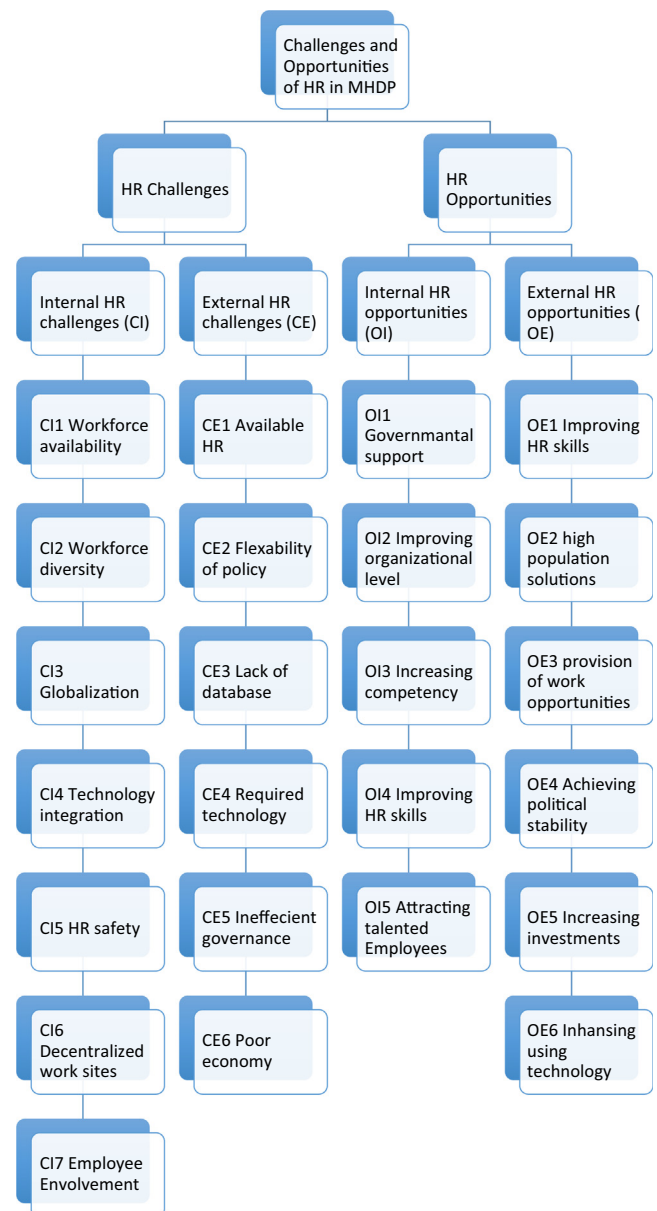 Challenges and
Opportunities
of HR in MHDP
HR Challenges
HR
Opportunities
Internal HR
challenges (CI)
External HR
challenges (CE)
Internal HR
opportunities
(OI)
External HR
opportunities (
OE)
CI1 Workforce
availability
CE1 Available
HR
OI1
Governmantal
support
OE1 Improving
HR skills
CI2 Workforce
diversity
CE2 Flexability
of policy
OI2 Improving
organizational
level
OE2 high
population
solutions
CI3
Globalization
CE3 Lack of
database
OI3 Increasing
competency
OE3 provision
of work
opportunities
CI4 Technology
integration
CE4 Required
technology
OI4 Improving
HR skills
OE4 Achieving
political
stability
CI5 HR safety
CE5 Ineffecient
governance
OI5 Attracting
talented
Employees
OE5 Increasing
investments
CI6
Decentralized
work sites
CE6 Poor
economy
OE6 Inhansing
using
technology
CI7 Employee
Envolvement